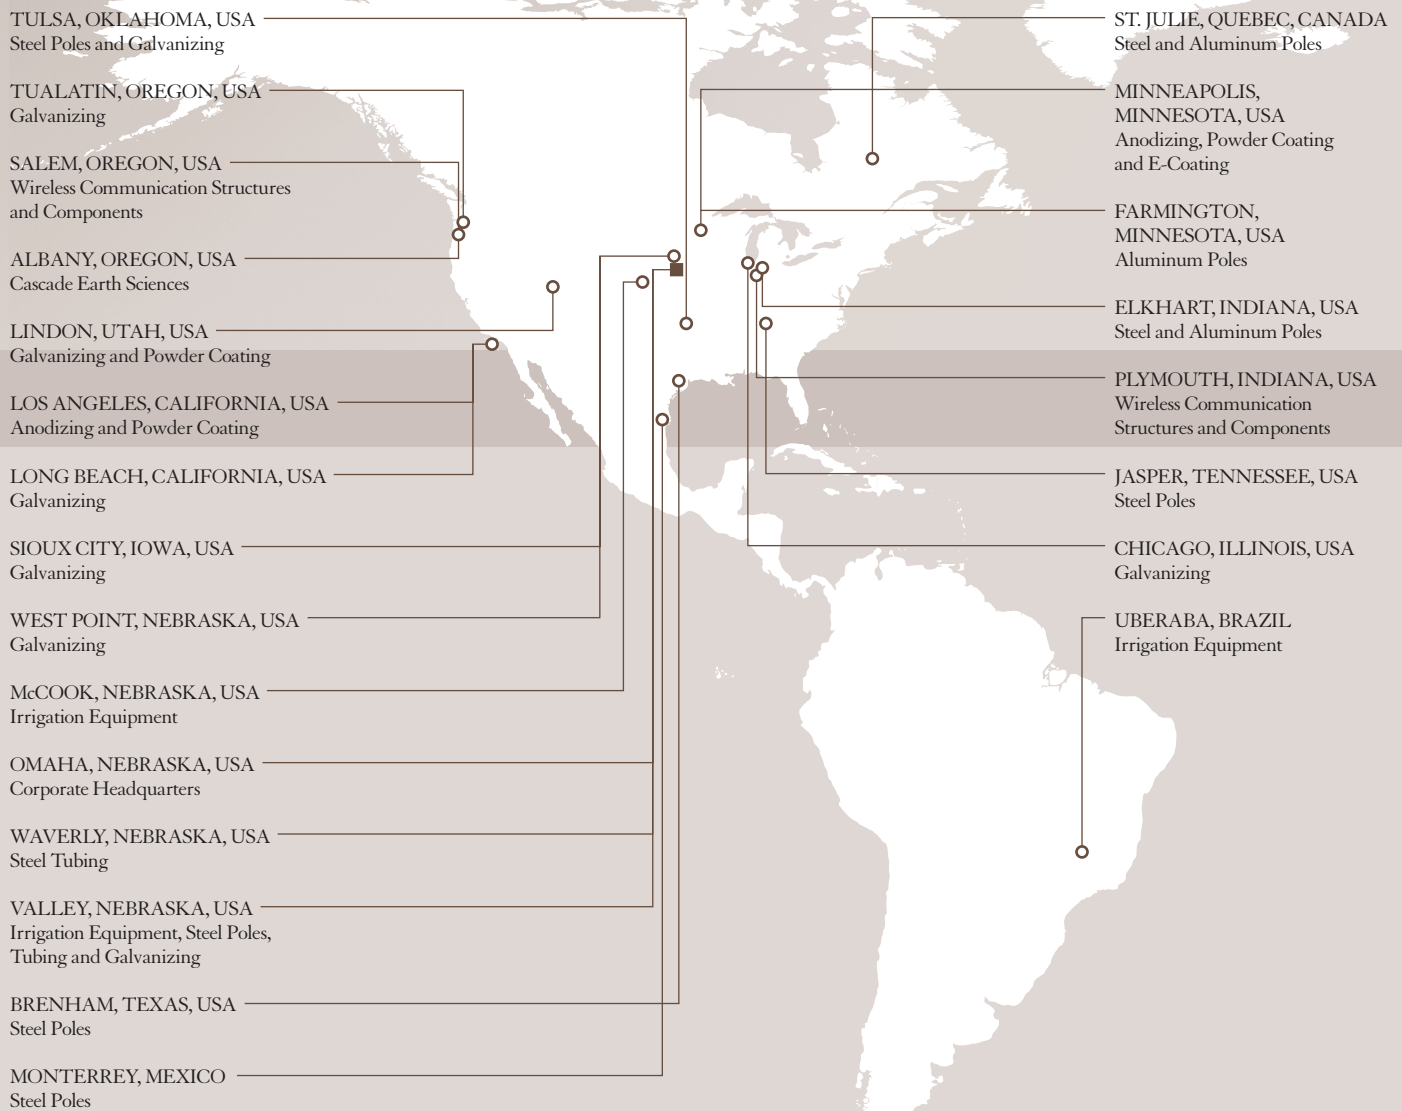 TULSA, OKLAHOMA, USA
Steel Poles and Galvanizing
TUALATIN, OREGON, USA
Galvanizing
SALEM, OREGON, USA
Wireless Communication Structures
and Components
ALBANY, OREGON, USA
Cascade Earth Sciences
LINDON, UTAH, USA
Galvanizing and Powder Coating
LOS ANGELES, CALIFORNIA, USA
Anodizing and Powder Coating
LONG BEACH, CALIFORNIA, USA
Galvanizing
SIOUX CITY, IOWA, USA
Galvanizing
WEST POINT, NEBRASKA, USA
Galvanizing
McCOOK, NEBRASKA, USA
Irrigation Equipment
OMAHA, NEBRASKA, USA
Corporate Headquarters
WAVERLY, NEBRASKA, USA
Steel Tubing
VALLEY, NEBRASKA, USA
Irrigation Equipment, Steel Poles,
Tubing and Galvanizing
BRENHAM, TEXAS, USA
Steel Poles
MONTERREY, MEXICO
Steel Poles
ST. JULIE, QUEBEC, CANADA
Steel and Aluminum Poles
MINNEAPOLIS,
MINNESOTA, USA
Anodizing, Powder Coating
and E-Coating
FARMINGTON,
MINNESOTA, USA
Aluminum Poles
ELKHART, INDIANA, USA
Steel and Aluminum Poles
PLYMOUTH, INDIANA, USA
Wireless Communication
Structures and Components
JASPER, TENNESSEE, USA
Steel Poles
CHICAGO, ILLINOIS, USA
Galvanizing
UBERABA, BRAZIL
Irrigation Equipment